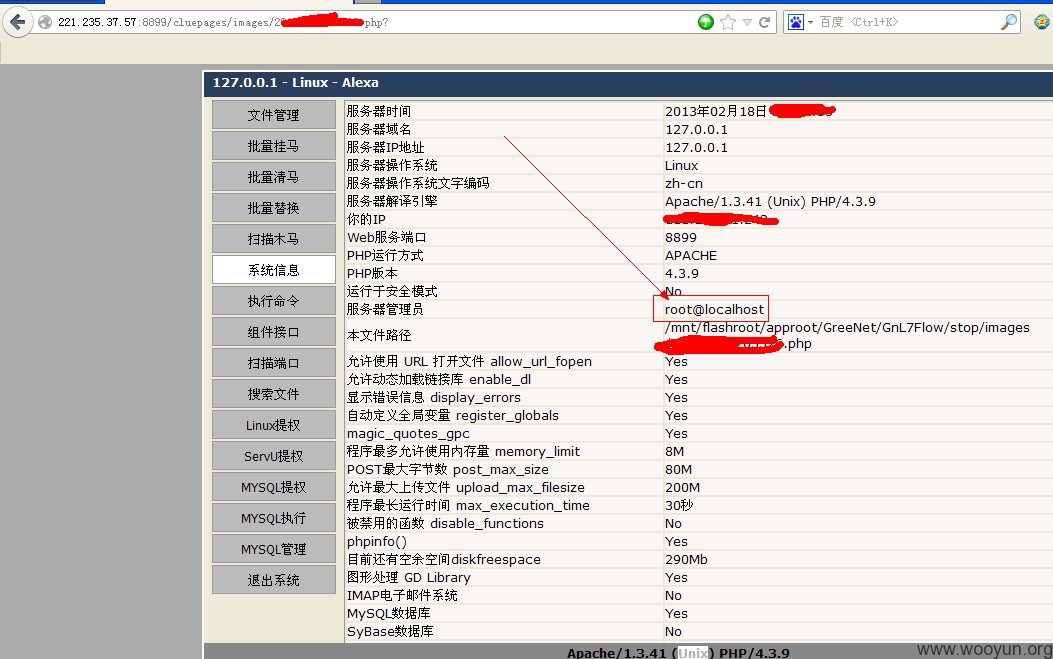 221.235.37.57:8899/cluepages/images/20 php?
百度 <Ctrl+K>
127.0.0.1 - Linux - Alexa
文件管理
批量挂马
批量清马
批量替换
扫描木马
系统信息
执行命令
组件接口
扫描端口
搜索文件
Linux提权
ServU提权
MYSQL提权
MYSQL执行
MYSQL管理
退出系统
服务器时间 2013年02月18日
服务器域名 127.0.0.1
服务器IP地址 127.0.0.1
服务器操作系统 Linux
服务器操作系统文字编码 zh-cn
服务器解译引擎 Apache/1.3.41 (Unix) PHP/4.3.9
你的IP
Web服务端口 8899
PHP运行方式 APACHE
PHP版本 4.3.9
运行于安全模式 No
服务器管理员 root@localhost
本文件路径 /mnt/flashroot/approot/GreeNet/GnL7Flow/stop/images
.php
允许使用 URL 打开文件 allow_url_fopen Yes
允许动态加载链接库 enable_dl Yes
显示错误信息 display_errors Yes
自动定义全局变量 register_globals Yes
magic_quotes_gpc Yes
程序最多允许使用内存量 memory_limit 8M
POST最大字节数 post_max_size 80M
允许最大上传文件 upload_max_filesize 200M
程序最长运行时间 max_execution_time 30秒
被禁用的函数 disable_functions No
phpinfo() Yes
目前还有空余空间diskfreespace 290Mb
图形处理 GD Library Yes
IMAP电子邮件系统 No
MySQL数据库 Yes
SyBase数据库 No
Apache/1.3.41 (Unix) PHP/4.3.9
www.wooyun.org